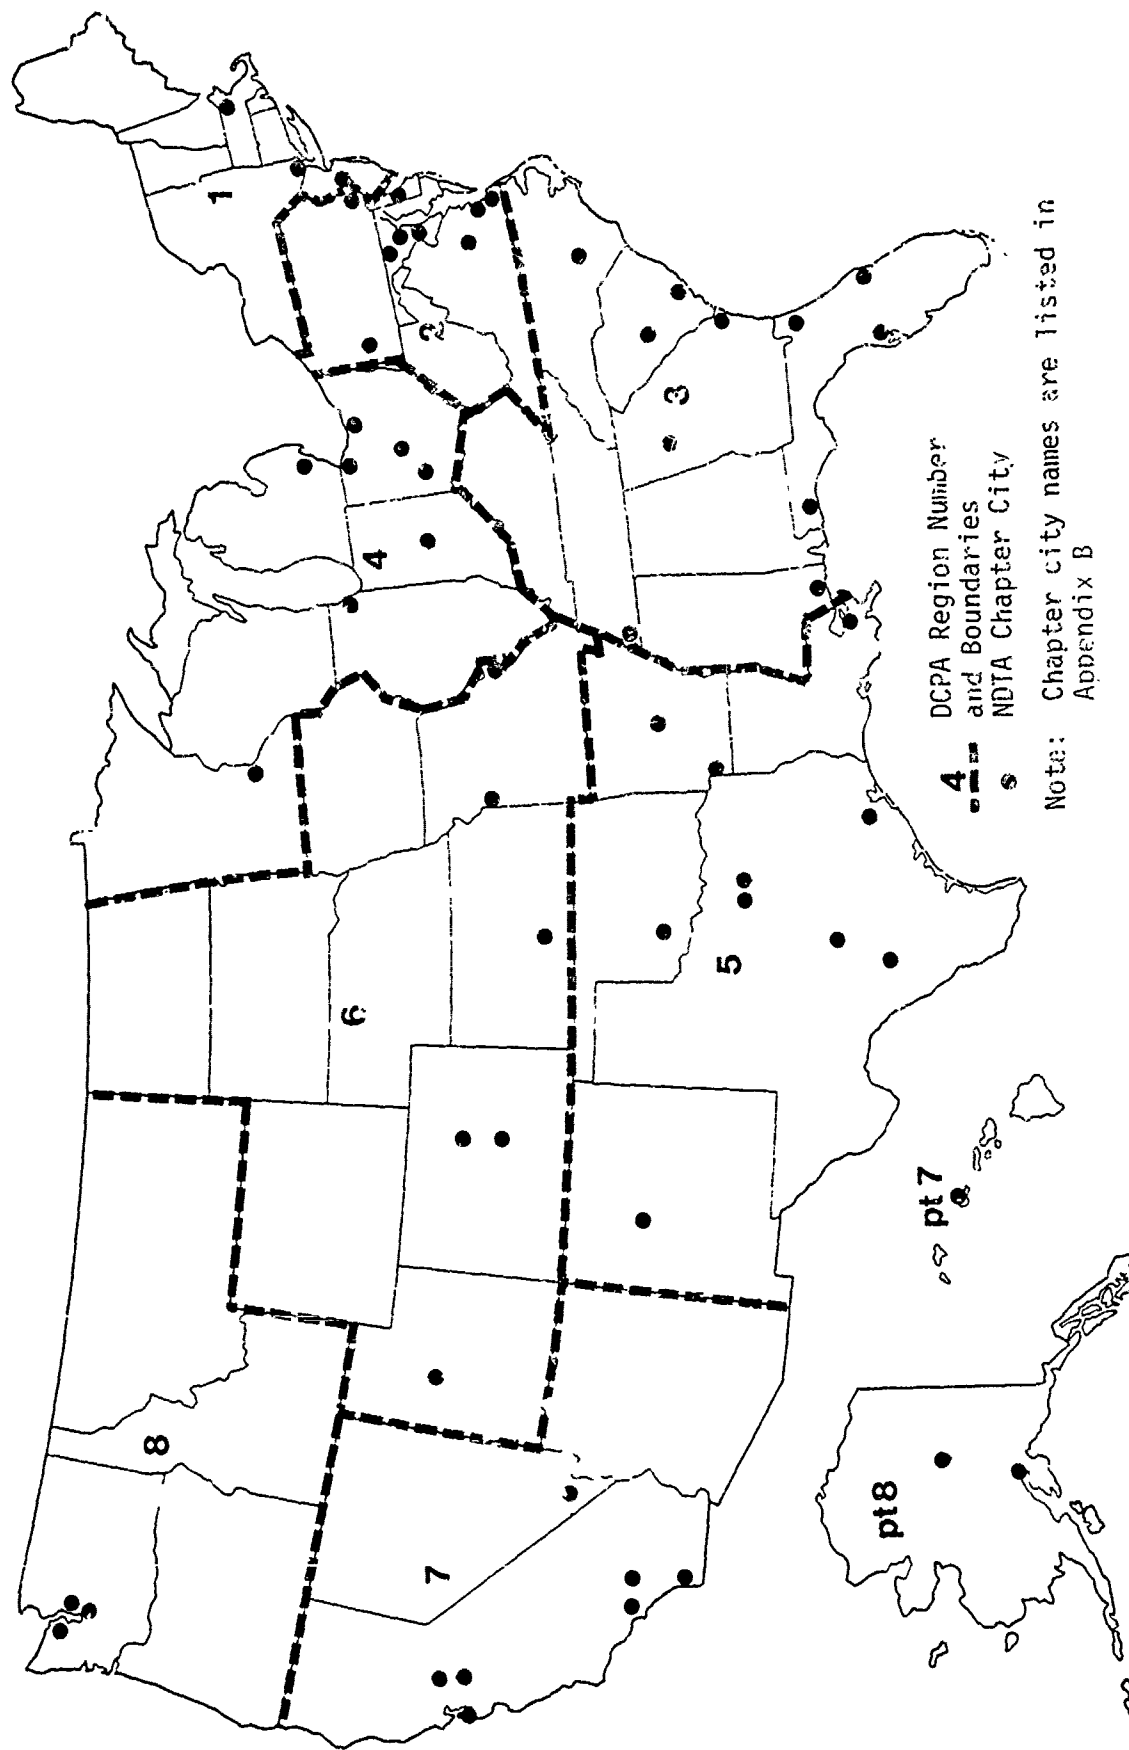 1
2
3
4
5
6
7
8
pt 7
pt8
4 DCPA Region Number
and Boundaries
NDTA Chapter City
Note: Chapter city names are listed in
Appendix B